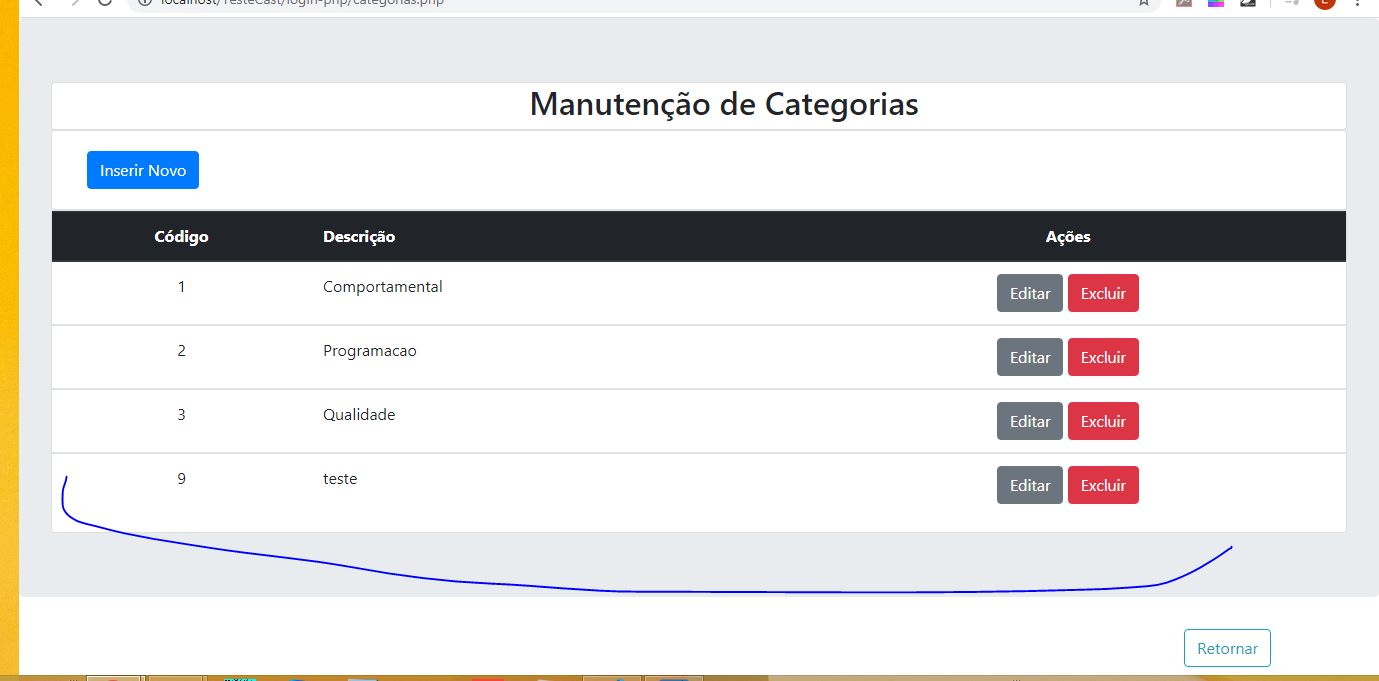 localhost/TesteCast/login-php/categorias.php
Manutenção de Categorias
Inserir Novo
Código Descrição Ações
1 Comportamental Editar Excluir
2 Programacao Editar Excluir
3 Qualidade Editar Excluir
9 teste Editar Excluir
Retornar